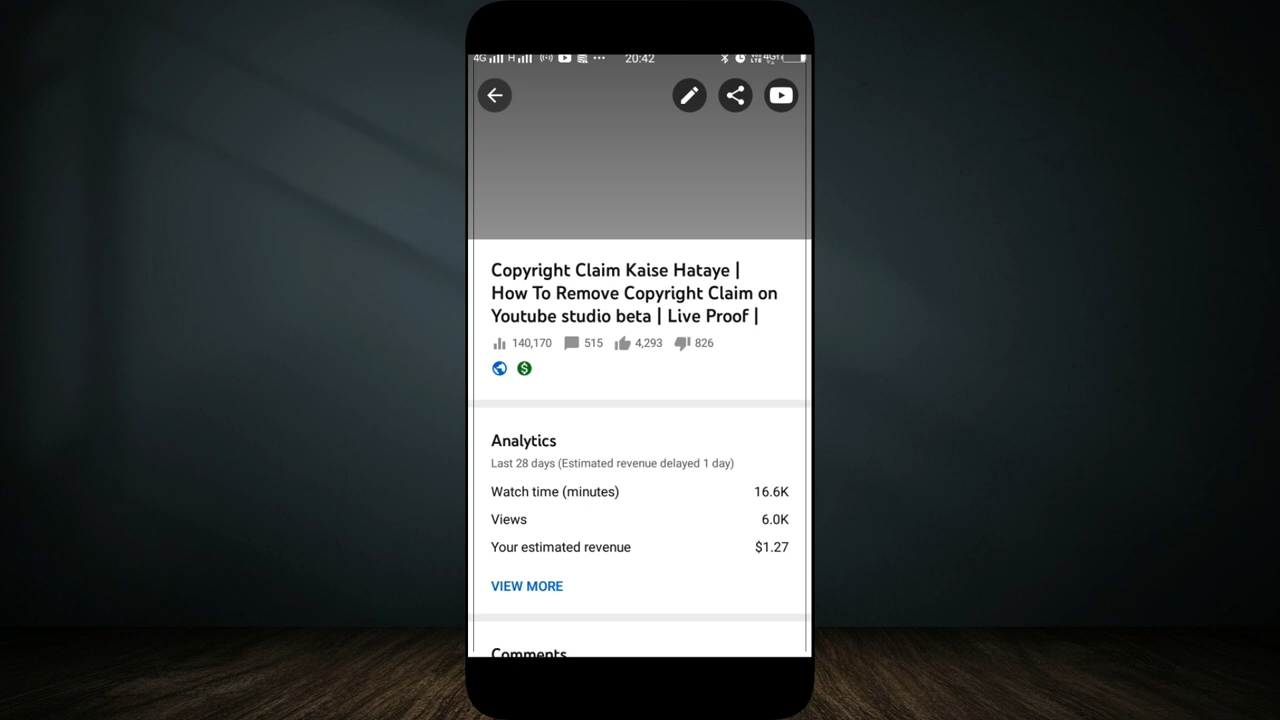 4G H 20:42
Copyright Claim Kaise Hataye |
How To Remove Copyright Claim on
Youtube studio beta | Live Proof |
140,170 515 4,293 826
Analytics
Last 28 days (Estimated revenue delayed 1 day)
Watch time (minutes) 16.6K
Views 6.0K
Your estimated revenue $1.27
VIEW MORE
Comments